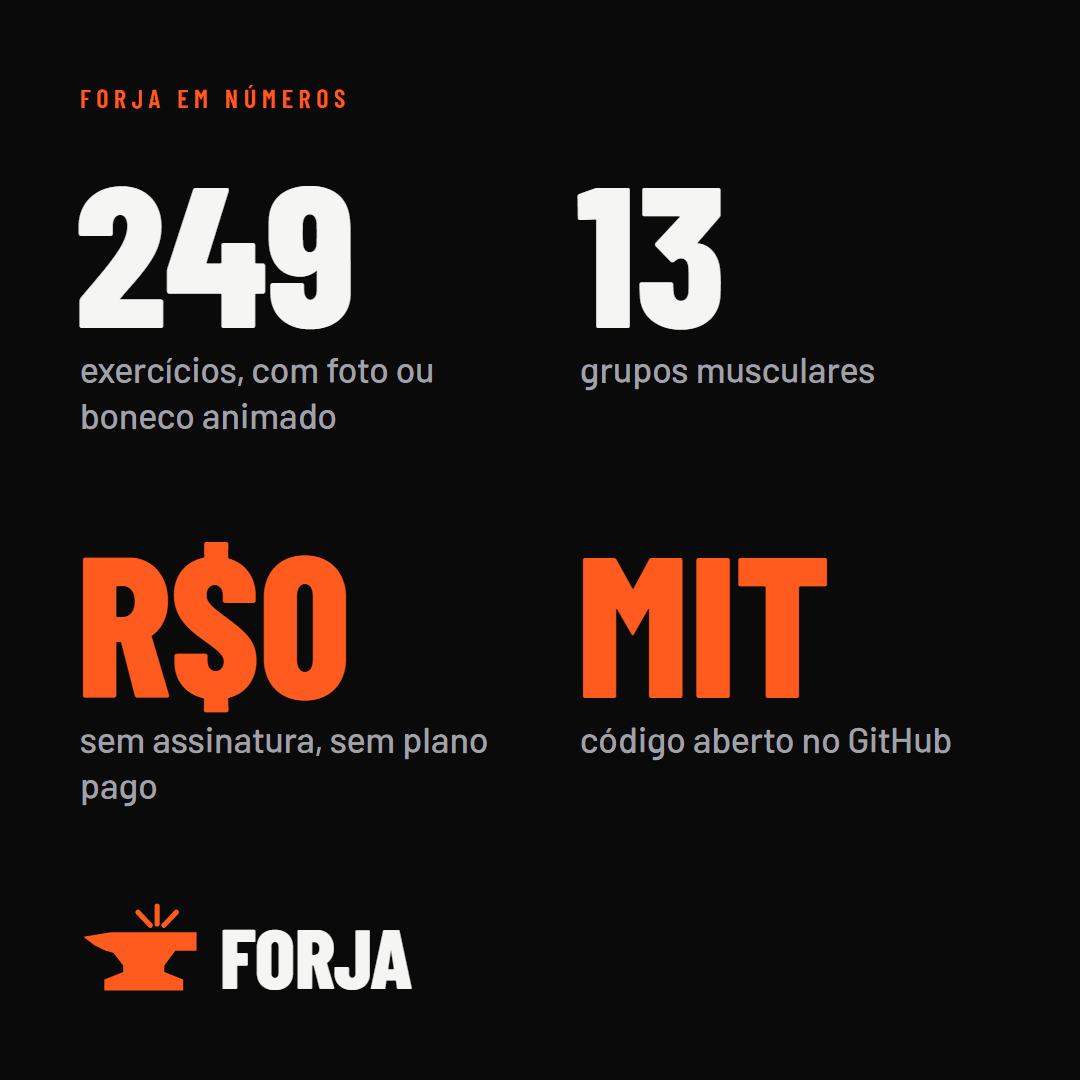 FORJA EM NÚMEROS
249
exercícios, com foto ou
boneco animado
13
grupos musculares
R$0
sem assinatura, sem plano
pago
MIT
código aberto no GitHub
FORJA